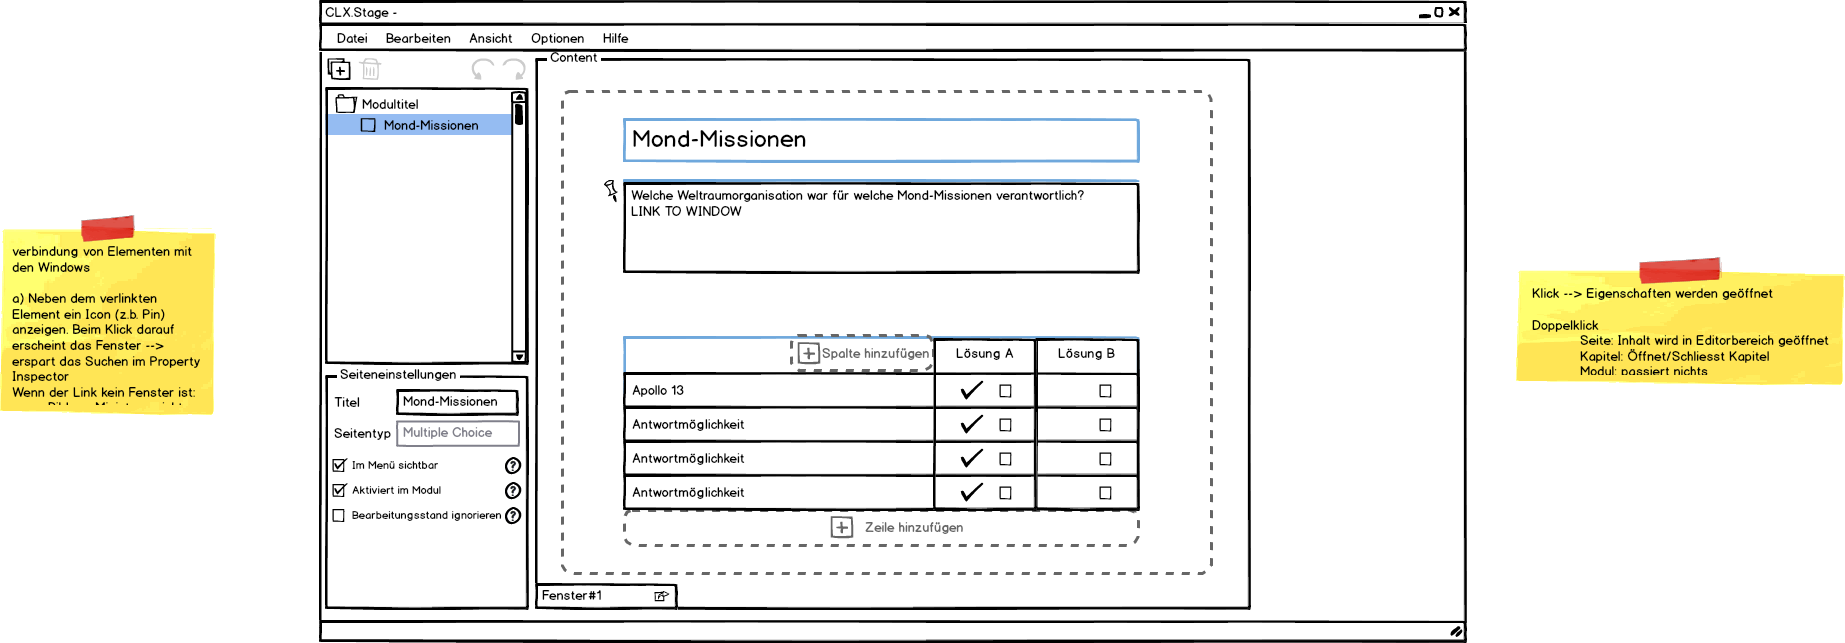 CLX.Stage -
Datei Bearbeiten Ansicht Optionen Hilfe
Content
Modultitel
Mond-Missionen
Mond-Missionen
Welche Weltraumorganisation war für welche Mond-Missionen verantwortlich?
LINK TO WINDOW
Spalte hinzufügen Lösung A Lösung B
Apollo 13
Antwortmöglichkeit
Antwortmöglichkeit
Antwortmöglichkeit
Zeile hinzufügen
Fenster#1
Seiteneinstellungen
Titel Mond-Missionen
Seitentyp Multiple Choice
Im Menü sichtbar ?
Aktiviert im Modul ?
Bearbeitungsstand ignorieren ?
verbindung von Elementen mit
den Windows
a) Neben dem verlinkten
Element ein Icon (z.b. Pin)
anzeigen. Beim Klick darauf
erscheint das Fenster -->
erspart das Suchen im Property
Inspector
Wenn der Link kein Fenster ist:
Klick --> Eigenschaften werden geöffnet
Doppelklick
Seite: Inhalt wird in Editorbereich geöffnet
Kapitel: Öffnet/Schliesst Kapitel
Modul: passiert nichts